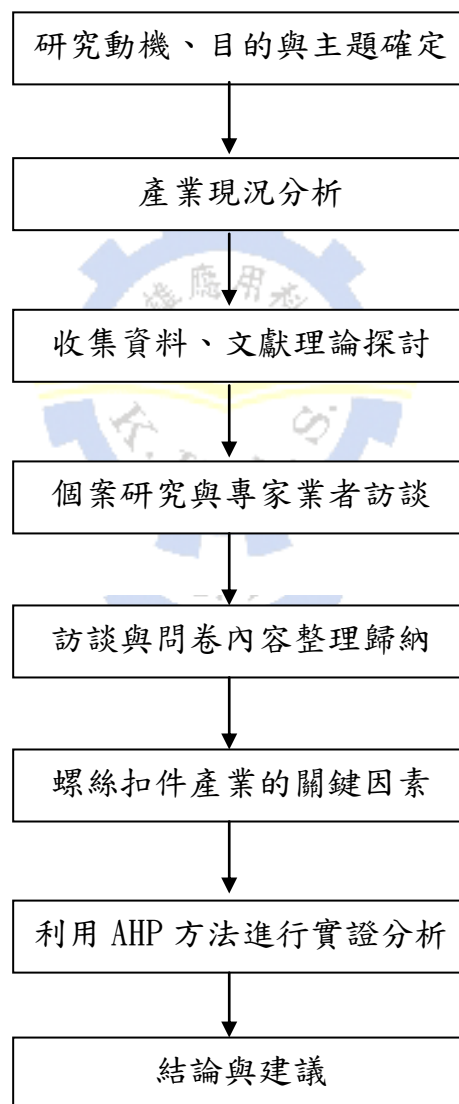 研究動機、目的與主題確定
產業現況分析
應用科
收集資料、文獻理論探討
K.
S.
個案研究與專家業者訪談
訪談與問卷內容整理歸納
螺絲扣件產業的關鍵因素
利用 AHP 方法進行實證分析
結論與建議